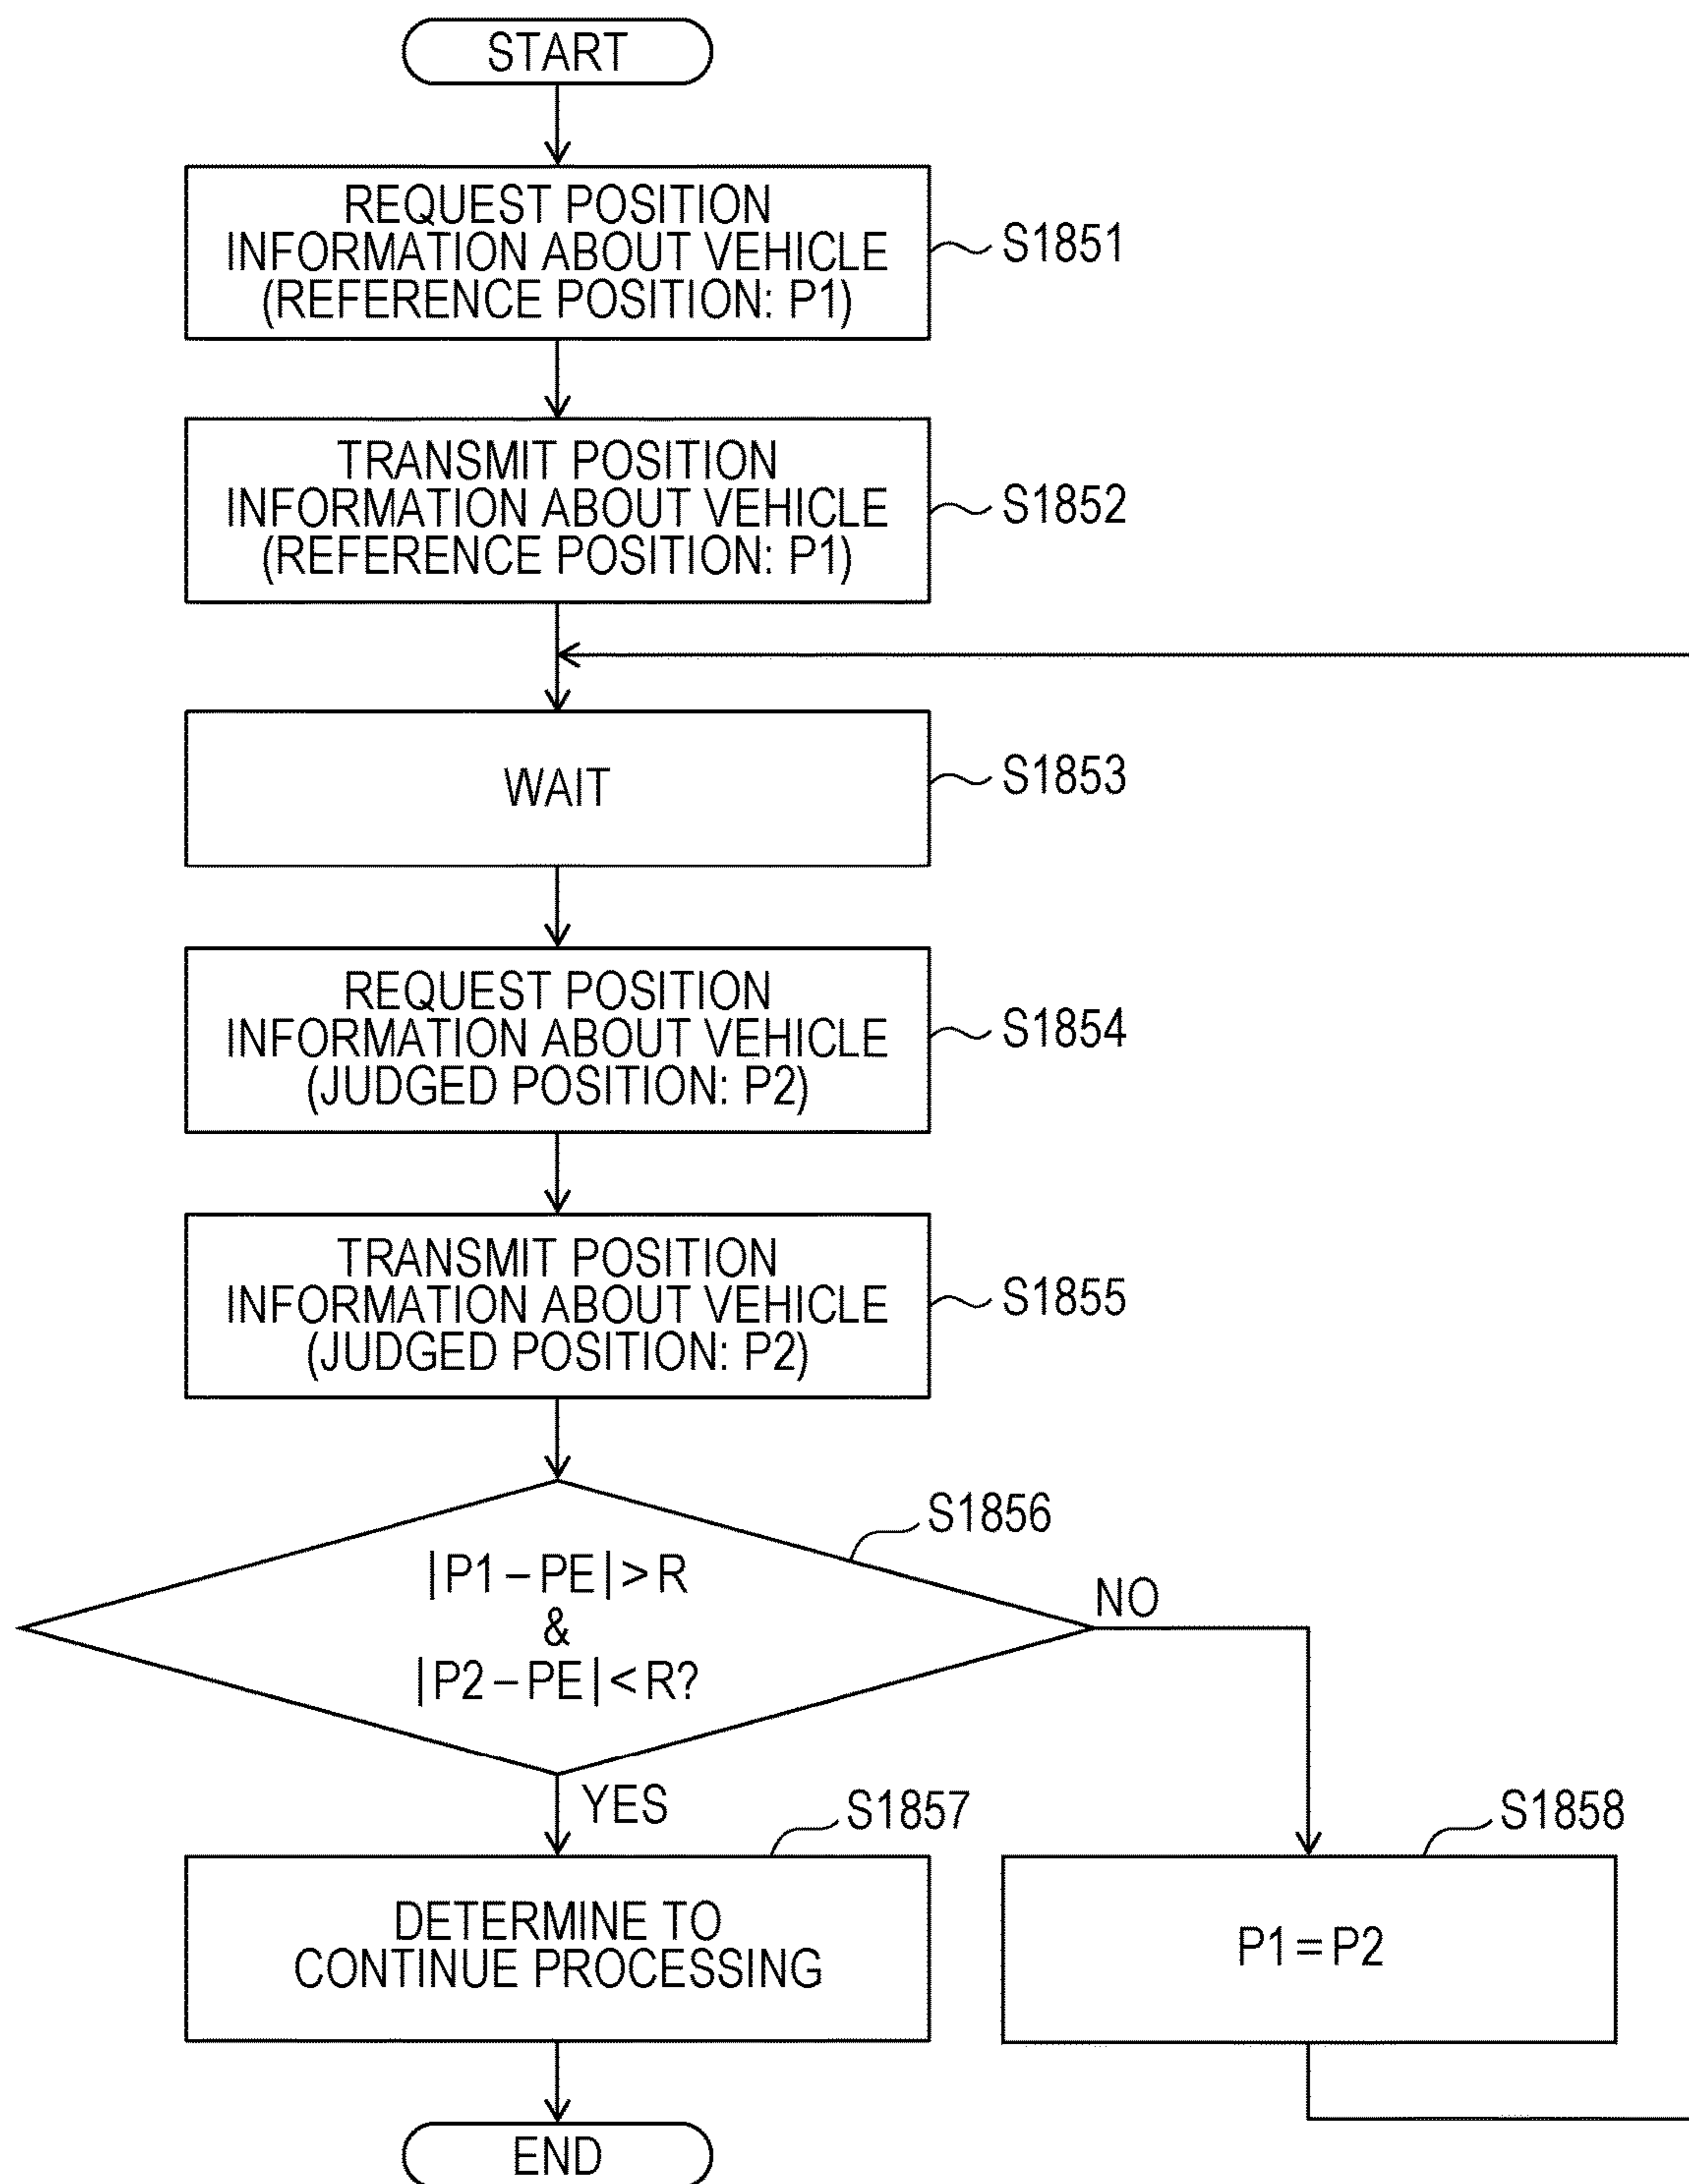 START
REQUEST POSITION
INFORMATION ABOUT VEHICLE
(REFERENCE POSITION: P1)
S1851
TRANSMIT POSITION
INFORMATION ABOUT VEHICLE
(REFERENCE POSITION: P1)
S1852
WAIT
S1853
REQUEST POSITION
INFORMATION ABOUT VEHICLE
(JUDGED POSITION: P2)
S1854
TRANSMIT POSITION
INFORMATION ABOUT VEHICLE
(JUDGED POSITION: P2)
S1855
S1856
|P1–PE|>R
&
|P2–PE|<R?
NO
YES
S1857
DETERMINE TO
CONTINUE PROCESSING
S1858
P1=P2
END